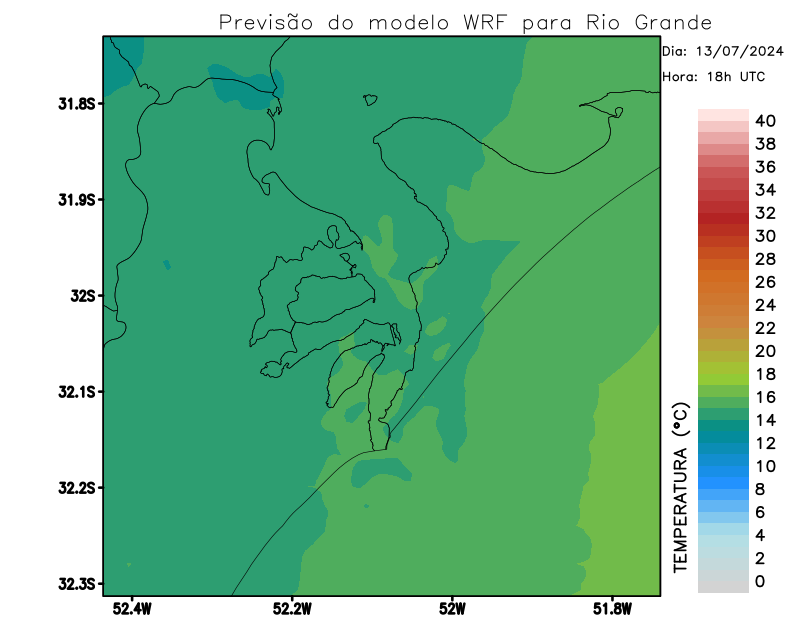 Previsão do modelo WRF para Rio Grande
Dia: 13/07/2024
Hora: 18h UTC
31.8S
31.9S
32S
32.1S
32.2S
32.3S
52.4W
52.2W
52W
51.8W
TEMPERATURA (°C)
40
38
36
34
32
30
28
26
24
22
20
18
16
14
12
10
8
6
4
2
0